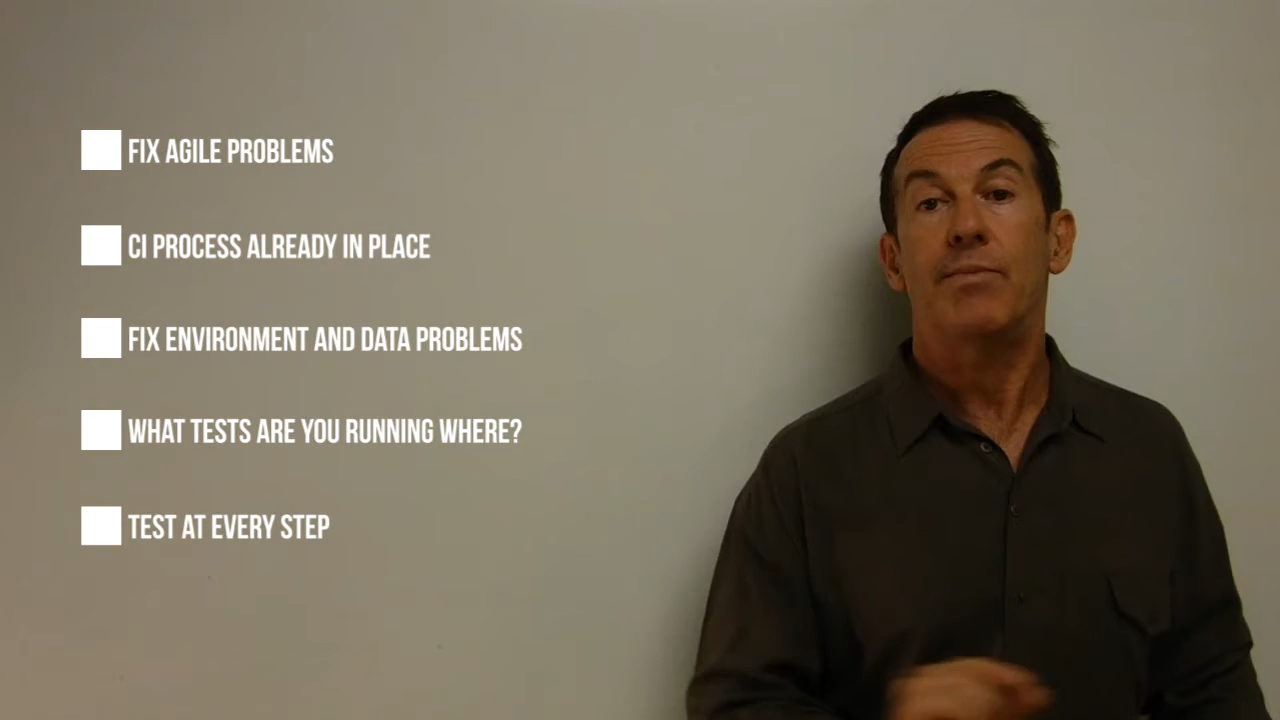 FIX AGILE PROBLEMS
CI PROCESS ALREADY IN PLACE
FIX ENVIRONMENT AND DATA PROBLEMS
WHAT TESTS ARE YOU RUNNING WHERE?
TEST AT EVERY STEP